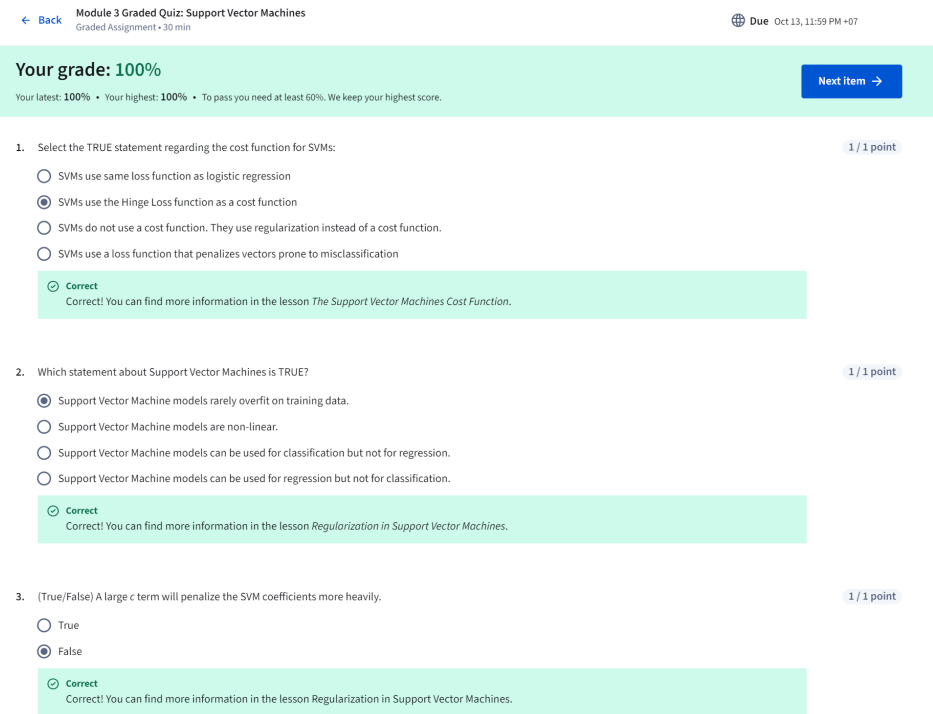 ← Back
Module 3 Graded Quiz: Support Vector Machines
Graded Assignment • 30 min
Due Oct 13, 11:59 PM +07
Your grade: 100%
Your latest: 100% • Your highest: 100% • To pass you need at least 60%. We keep your highest score.
Next item →
1. Select the TRUE statement regarding the cost function for SVMs:
1 / 1 point
SVMs use same loss function as logistic regression
SVMs use the Hinge Loss function as a cost function
SVMs do not use a cost function. They use regularization instead of a cost function.
SVMs use a loss function that penalizes vectors prone to misclassification
Correct
Correct! You can find more information in the lesson The Support Vector Machines Cost Function.
2. Which statement about Support Vector Machines is TRUE?
1 / 1 point
Support Vector Machine models rarely overfit on training data.
Support Vector Machine models are non-linear.
Support Vector Machine models can be used for classification but not for regression.
Support Vector Machine models can be used for regression but not for classification.
Correct
Correct! You can find more information in the lesson Regularization in Support Vector Machines.
3. (True/False) A large c term will penalize the SVM coefficients more heavily.
1 / 1 point
True
False
Correct
Correct! You can find more information in the lesson Regularization in Support Vector Machines.